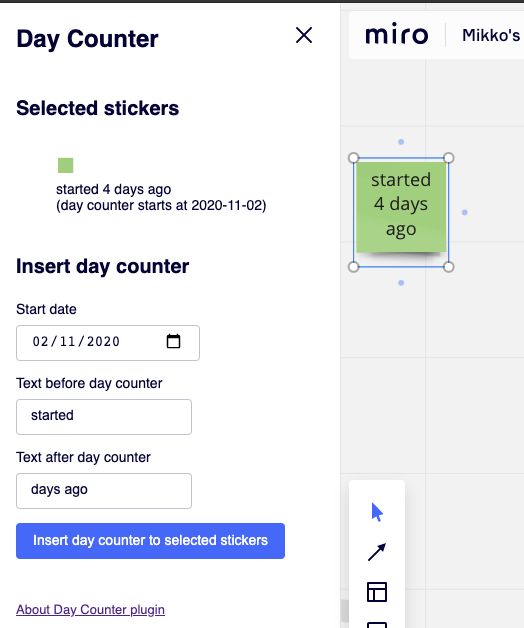 Day Counter
miro
Mikko's
Selected stickers
started 4 days ago
(day counter starts at 2020-11-02)
started
4 days
ago
Insert day counter
Start date
02/11/2020
Text before day counter
started
Text after day counter
days ago
Insert day counter to selected stickers
About Day Counter plugin